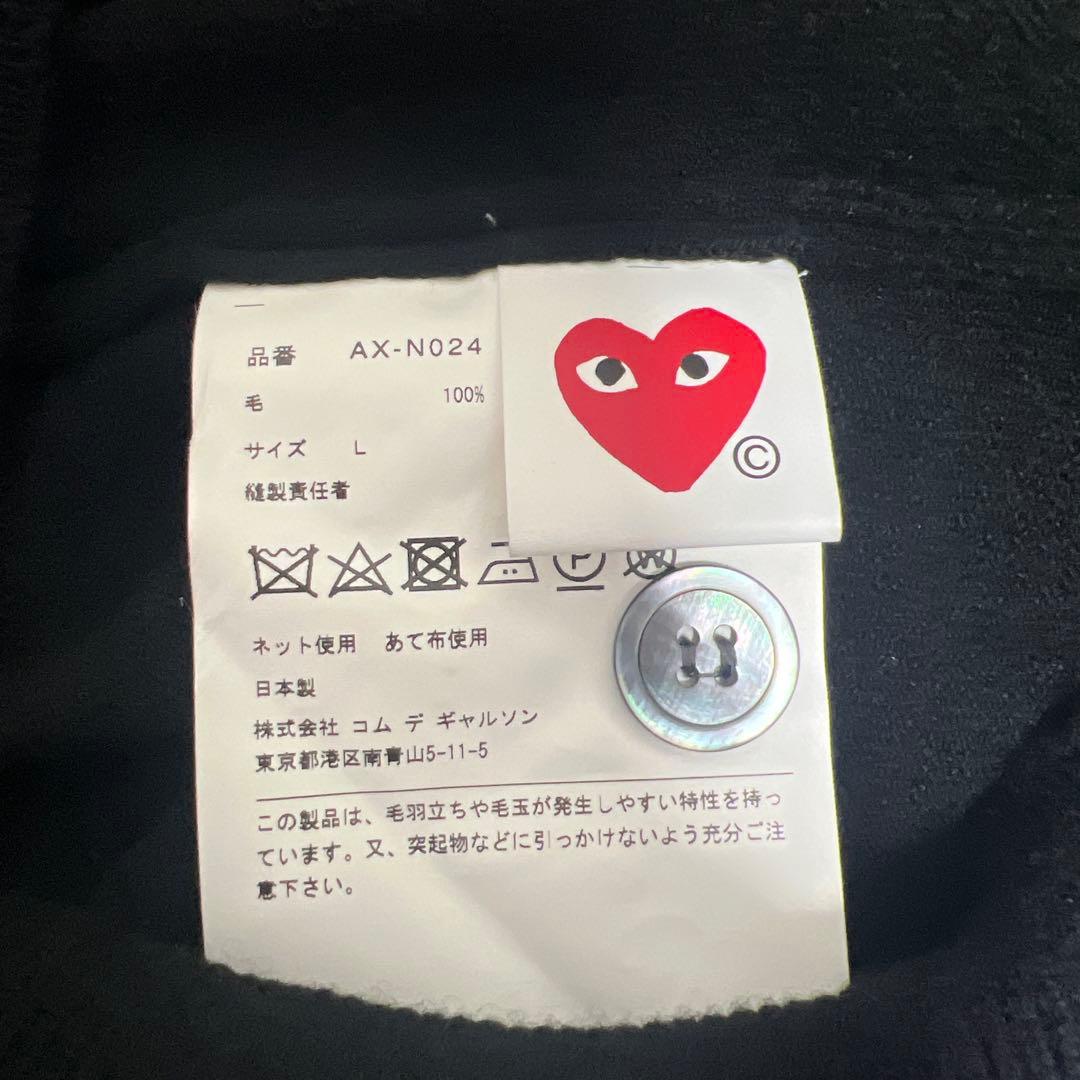 品番 AX-N024
毛 100%
サイズ L
縫製責任者
©
P
W
ネット使用 あて布使用
日本製
株式会社 コム デ ギャルソン
東京都港区南青山5-11-5
この製品は、毛羽立ちや毛玉が発生しやすい特性を持っ
ています。又、突起物などに引っかけないよう充分ご注
意下さい。